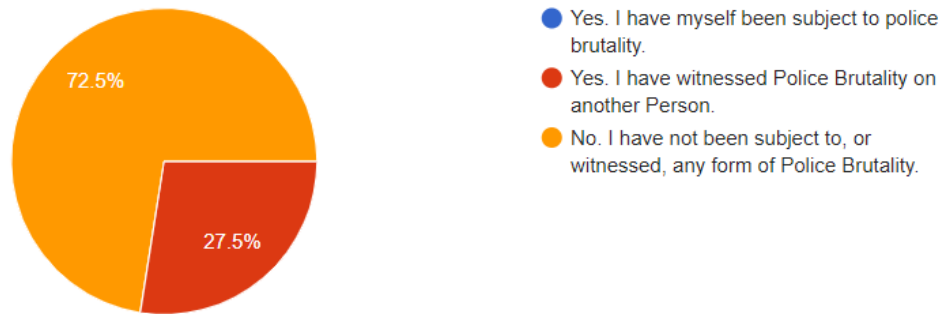 72.5%
27.5%
Yes. I have myself been subject to police
brutality.
Yes. I have witnessed Police Brutality on
another Person.
No. I have not been subject to, or
witnessed, any form of Police Brutality.